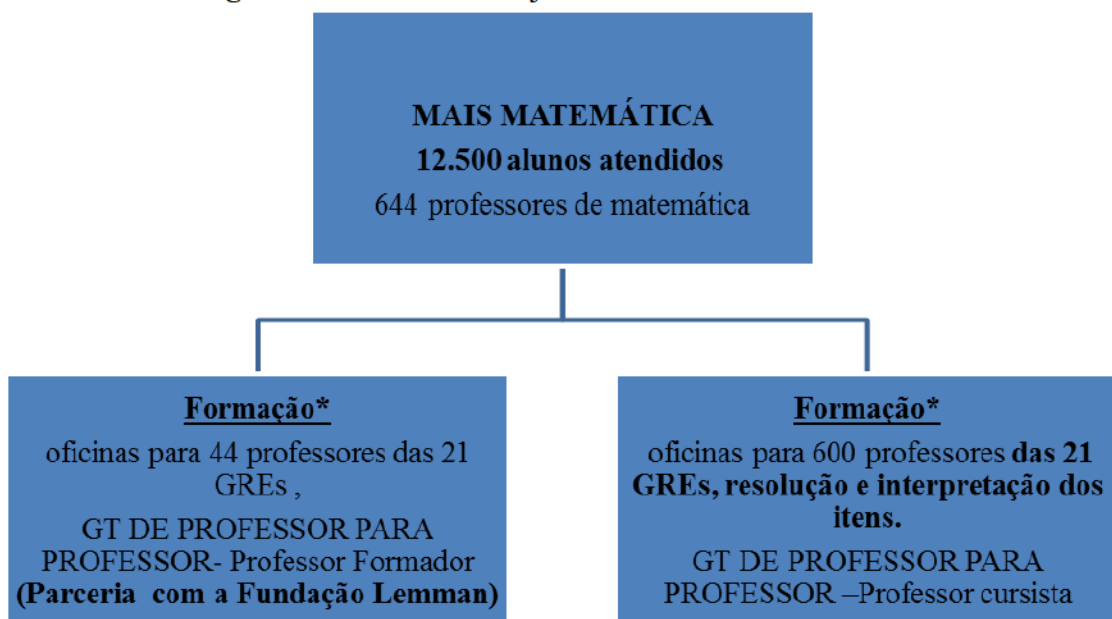 MAIS MATEMÁTICA
12.500 alunos atendidos
644 professores de matemática
Formação*
oficinas para 44 professores das 21
GREs ,
GT DE PROFESSOR PARA
PROFESSOR- Professor Formador
(Parceria com a Fundação Lemman)
Formação*
oficinas para 600 professores das 21
GREs, resolução e interpretação dos
itens.
GT DE PROFESSOR PARA
PROFESSOR –Professor cursista